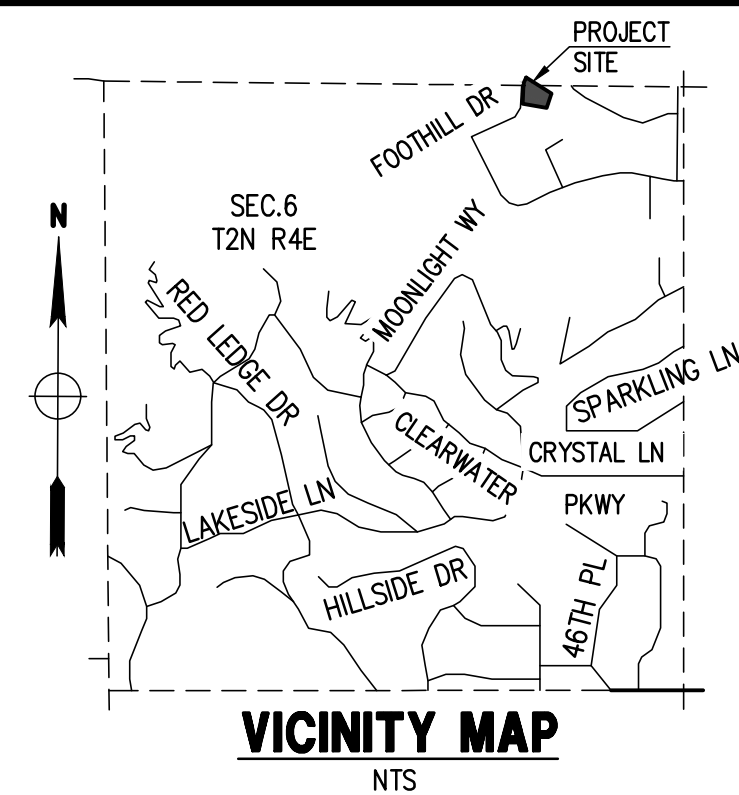 PROJECT
SITE
FOOTHILL DR
SEC.6
T2N R4E
N
MOONLIGHT WY
RED LEDGE DR
SPARKLING LN
CLEARWATER
CRYSTAL LN
PKWY
LAKESIDE LN
HILLSIDE DR
46TH PL
VICINITY MAP
NTS